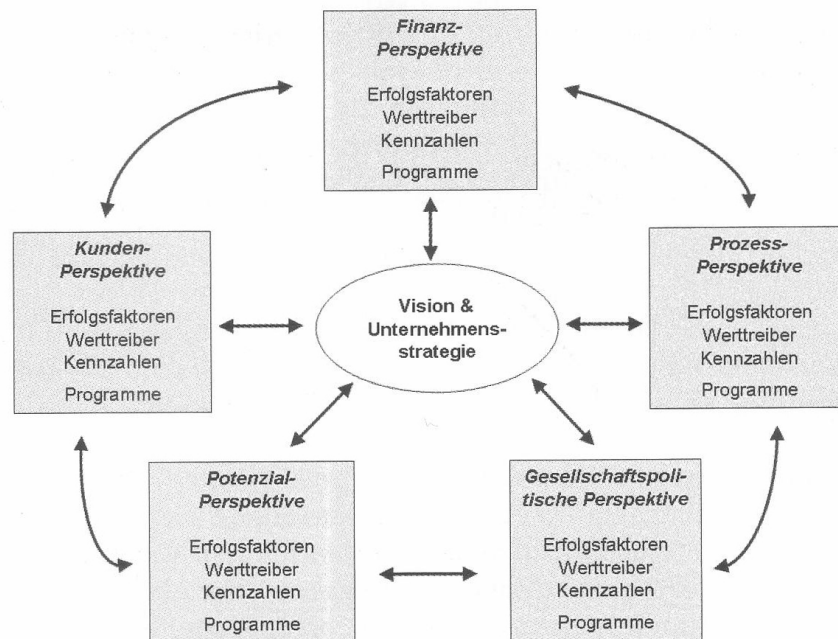 Finanz-
Perspektive
Erfolgsfaktoren
Werttreiber
Kennzahlen
Programme
Kunden-
Perspektive
Erfolgsfaktoren
Werttreiber
Kennzahlen
Programme
Vision &
Unternehmens-
strategie
Prozess-
Perspektive
Erfolgsfaktoren
Werttreiber
Kennzahlen
Programme
Potenzial-
Perspektive
Erfolgsfaktoren
Werttreiber
Kennzahlen
Programme
Gesellschaftspoli-
tische Perspektive
Erfolgsfaktoren
Werttreiber
Kennzahlen
Programme